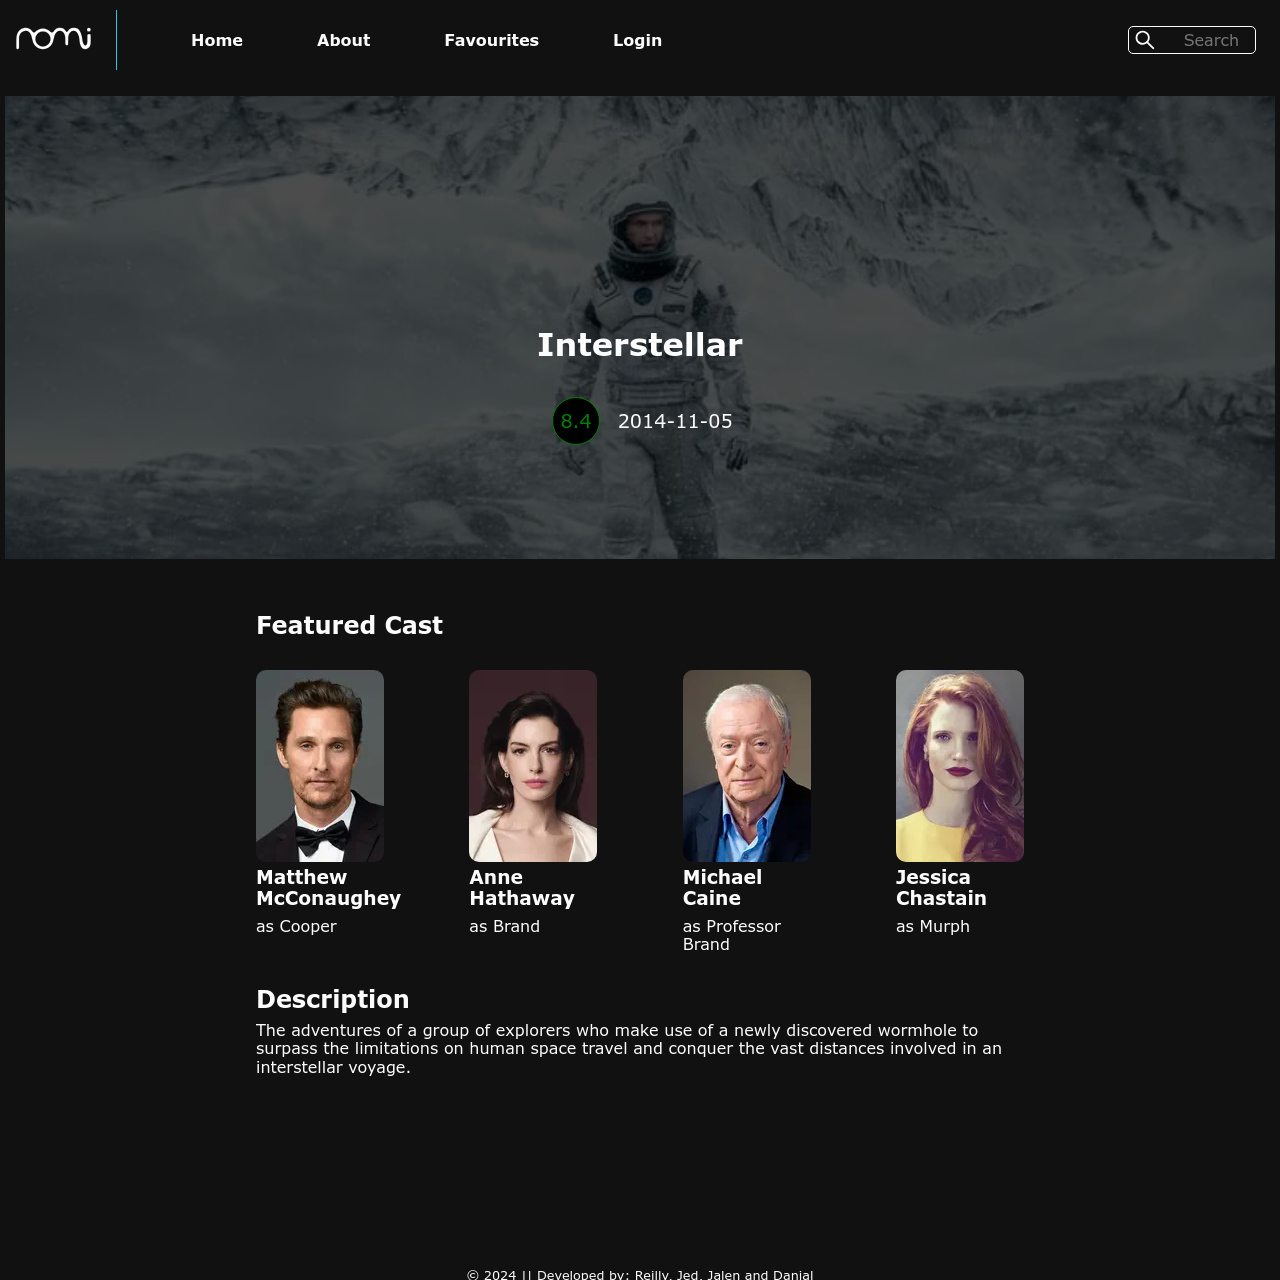 nomi
Home
About
Favourites
Login
Search
Interstellar
8.4
2014-11-05
Featured Cast
Matthew
McConaughey
as Cooper
Anne
Hathaway
as Brand
Michael
Caine
as Professor
Brand
Jessica
Chastain
as Murph
Description
The adventures of a group of explorers who make use of a newly discovered wormhole to
surpass the limitations on human space travel and conquer the vast distances involved in an
interstellar voyage.
© 2024 || Developed by: Reilly, Jed, Jalen and Danial